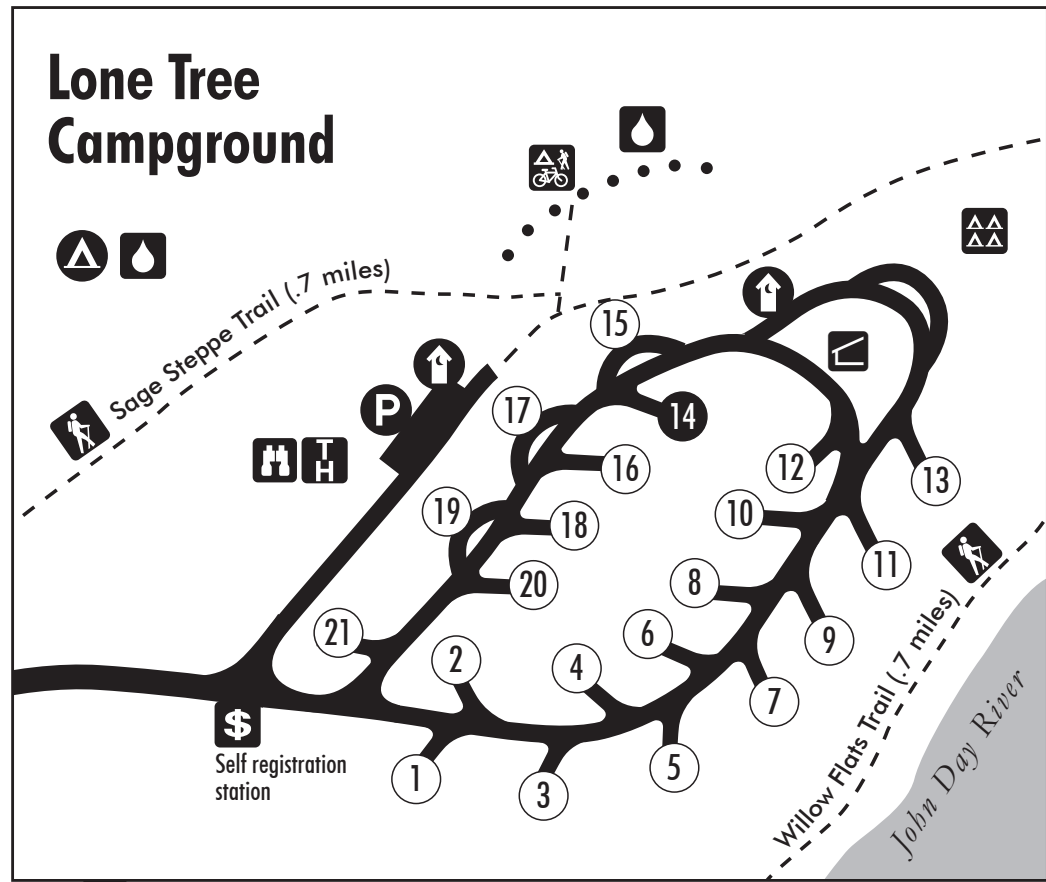 Lone Tree
Campground
Sage Steppe Trail (.7 miles)
15
P
17
14
T
H
16
12
13
19
18
10
11
20
8
21
2
6
9
4
7
$
Self registration
station
1
3
5
Willow Flats Trail (.7 miles)
John Day River